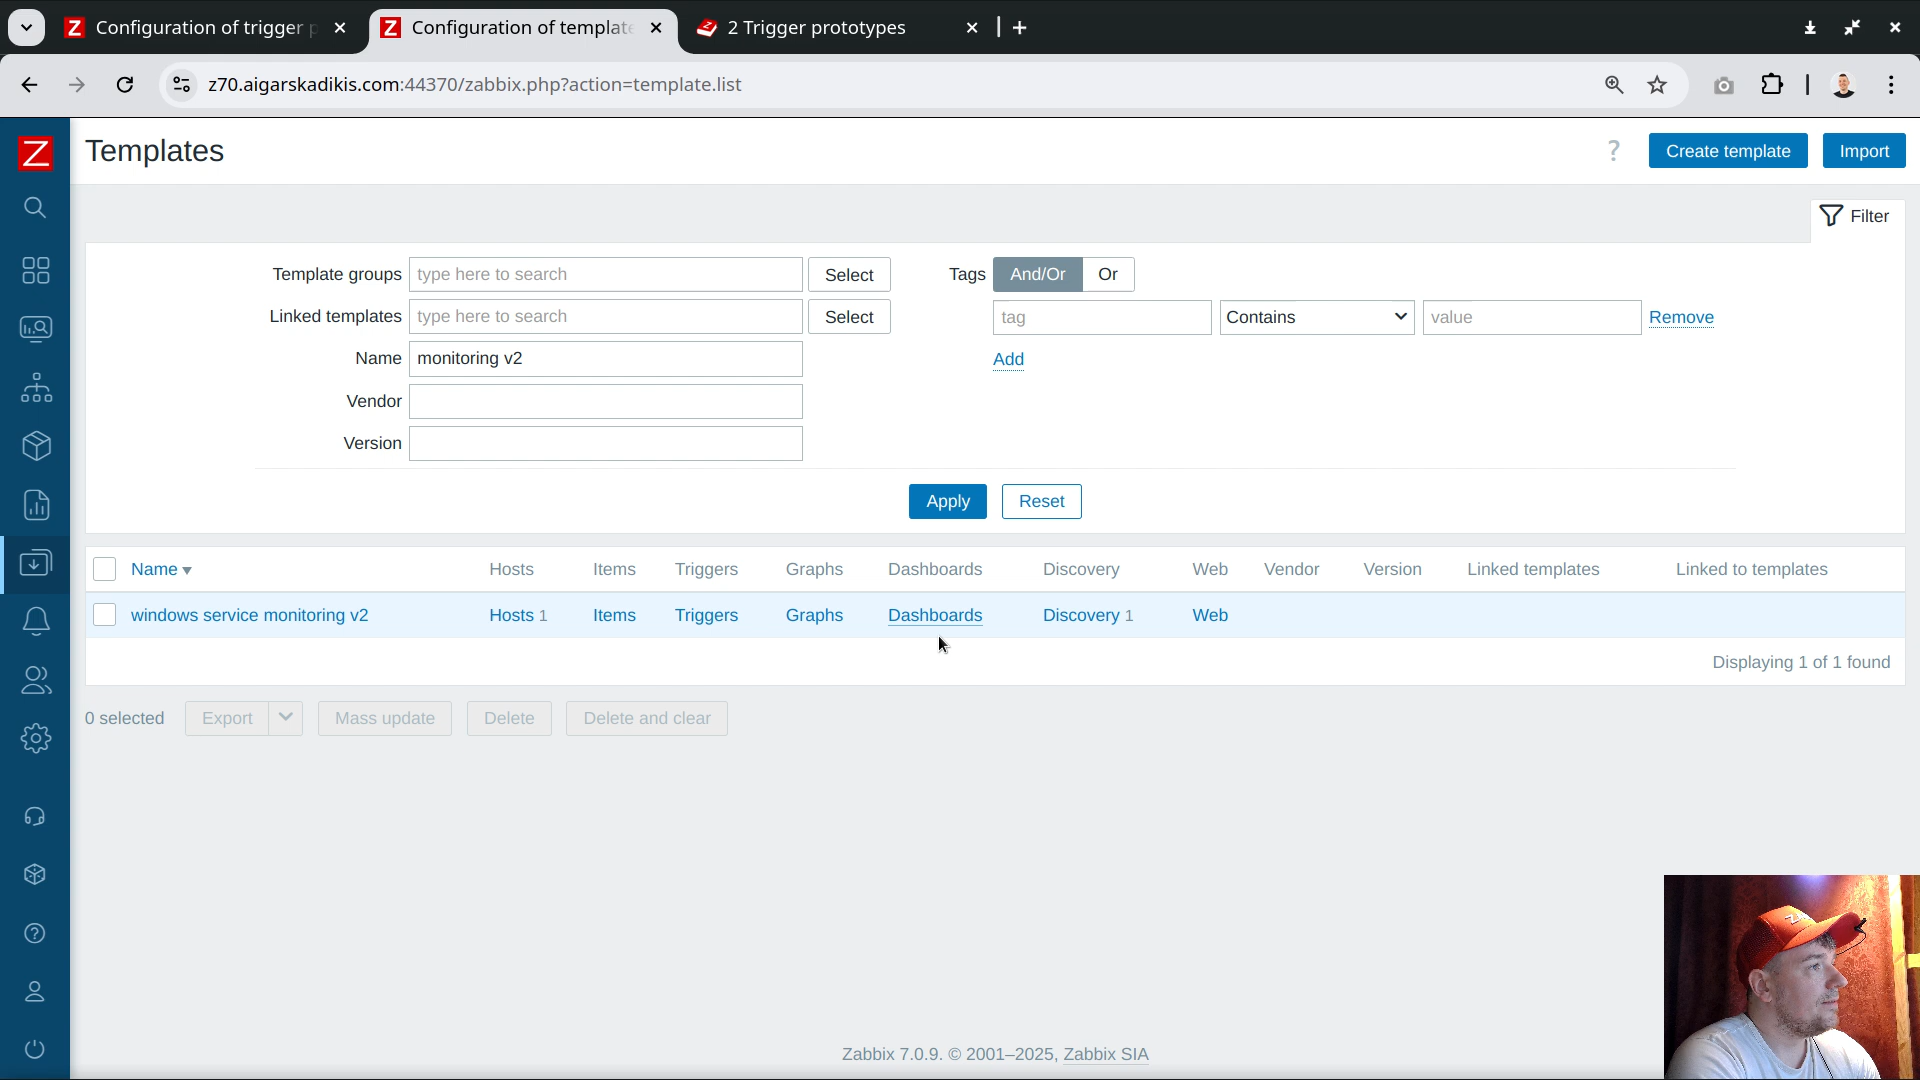 Configuration of trigger p
Configuration of template
2 Trigger prototypes
z70.aigarskadikis.com:44370/zabbix.php?action=template.list
Z
Templates
?
Create template
Import
Filter
Template groups
type here to search
Select
Tags
And/Or
Or
Linked templates
type here to search
Select
tag
Contains
value
Remove
Name
monitoring v2
Add
Vendor
Version
Apply
Reset
Name
Hosts
Items
Triggers
Graphs
Dashboards
Discovery
Web
Vendor
Version
Linked templates
Linked to templates
windows service monitoring v2
Hosts 1
Items
Triggers
Graphs
Dashboards
Discovery 1
Web
Displaying 1 of 1 found
0 selected
Export
Mass update
Delete
Delete and clear
Zabbix 7.0.9. © 2001–2025, Zabbix SIA